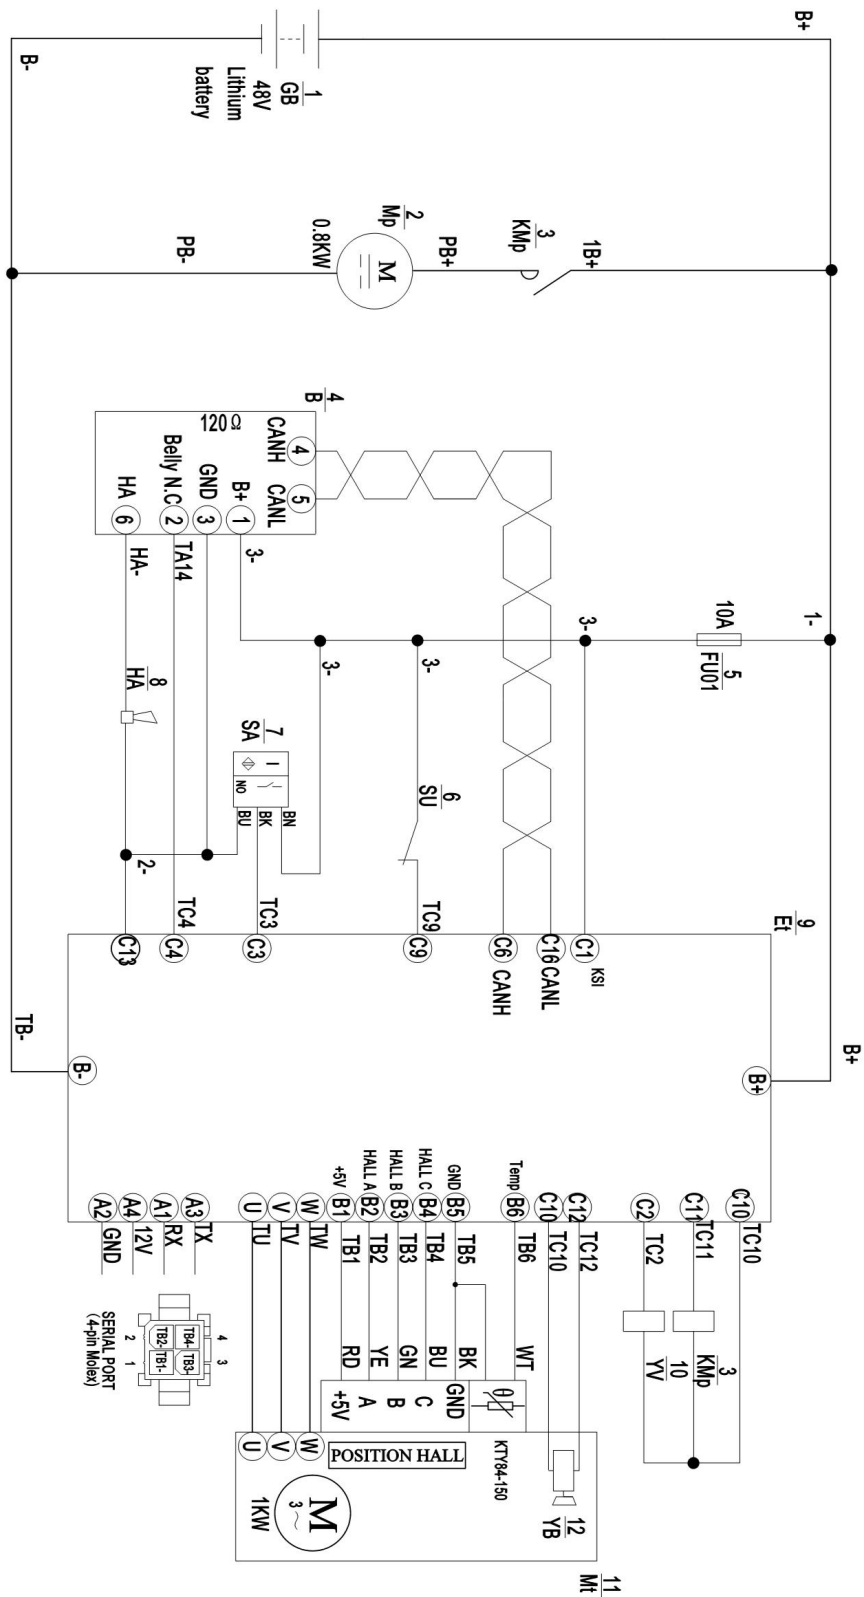 B+
B-
1
GB
48V
Lithium
battery
PB-
2
Mp
0.8KW
M
PB+
3
KMp
1B+
4
B
120Ω
CANH
4
CANL
5
B+
1
GND
3
Belly N.C
2
HA
6
3-
TA14
HA-
3-
3-
3-
10A
5
FU01
1-
8
HA
7
SA
I
NO
BU
BK
BN
6
SU
2-
9
Et
TC4
TC3
TC9
C13
C4
C3
C9
C6
CANH
C16
CANL
C1
KSI
TB-
B-
B+
B+
A2
GND
A4
12V
A1
RX
A3
TX
U
TU
V
TV
W
TW
+5V
B1
TB1
HALL A
B2
TB2
HALL B
B3
TB3
HALL C
B4
TB4
GND
B5
TB5
Temp
B6
TB6
C10
TC10
C12
TC12
C2
TC2
C11
TC11
C10
TC10
RD
YE
GN
BU
BK
WT
+5V
A
B
C
GND
θ
3
KMp
10
YV
SERIAL PORT
(4-pin Molex)
2
1
4
3
TB2-
TB4-
TB1-
TB3-
U
V
W
POSITION HALL
KTY84-150
M
3~
1KW
12
YB
11
Mt